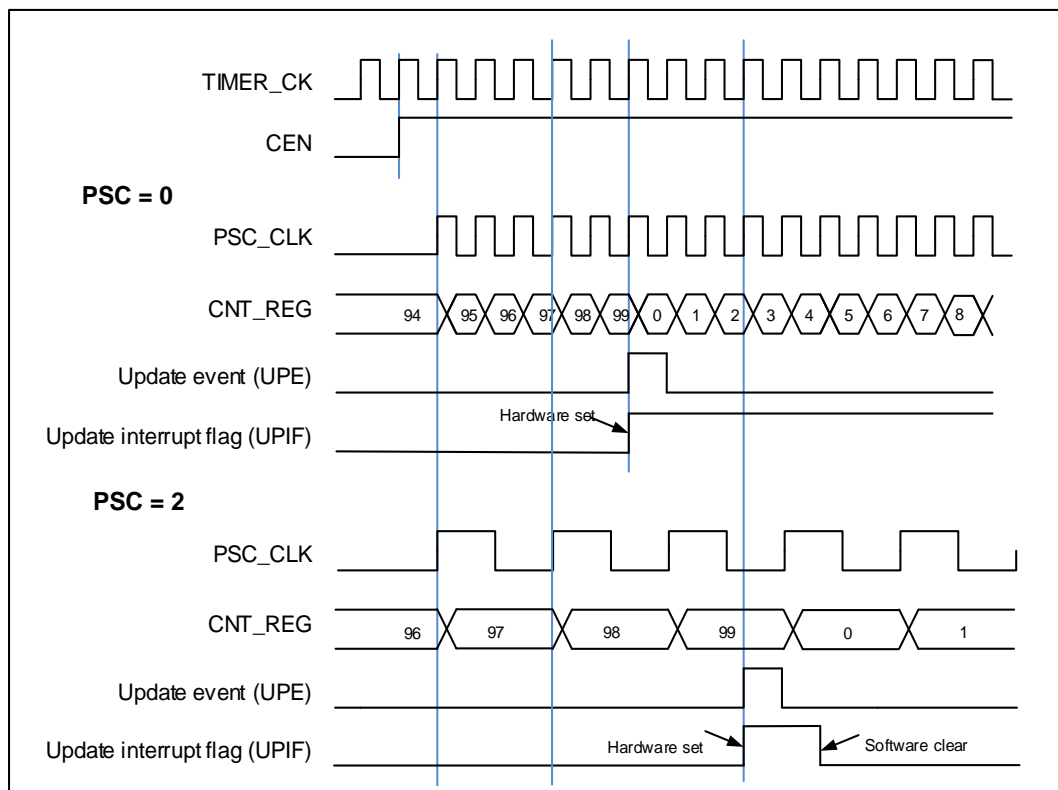 TIMER_CK
CEN
PSC = 0
PSC_CLK
CNT_REG 94 95 96 97 98 99 0 1 2 3 4 5 6 7 8
Update event (UPE)
Hardware set
Update interrupt flag (UPIF)
PSC = 2
PSC_CLK
CNT_REG 96 97 98 99 0 1
Update event (UPE)
Update interrupt flag (UPIF) Hardware set Software clear